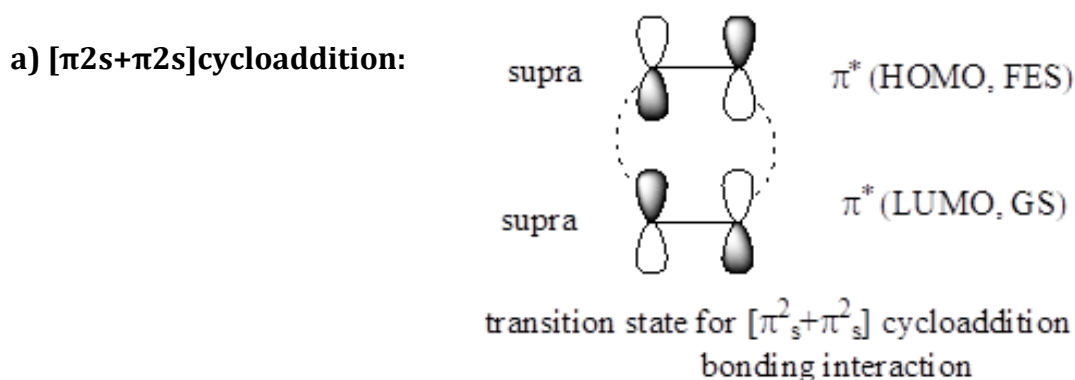 a) [π2s+π2s]cycloaddition:
supra
π* (HOMO, FES)
supra
π* (LUMO, GS)
transition state for [π²ₛ+π²ₛ] cycloaddition
bonding interaction